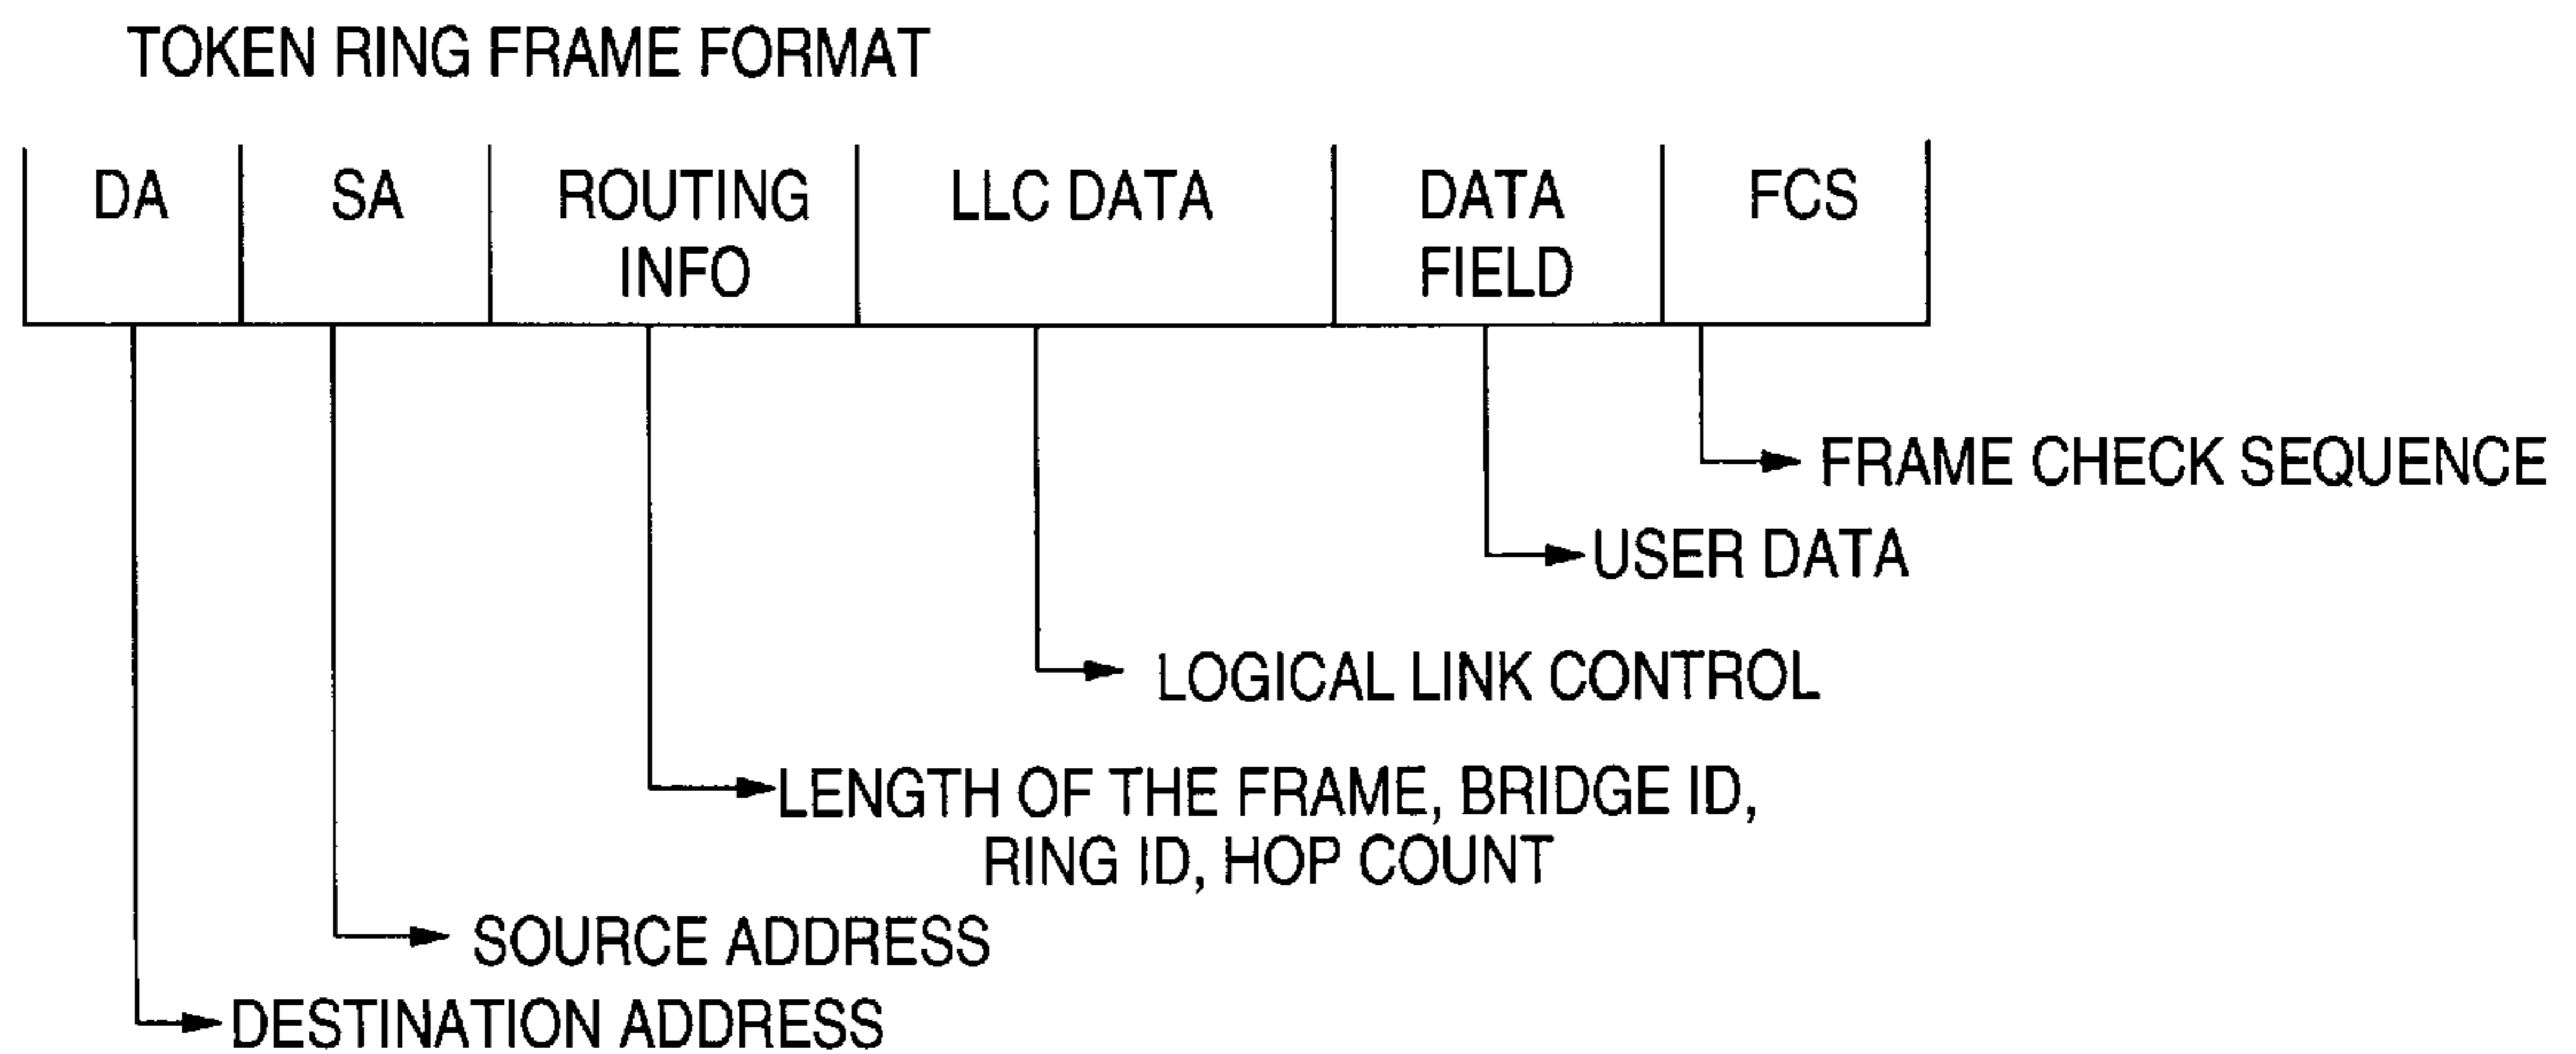 TOKEN RING FRAME FORMAT
DA
SA
ROUTING
INFO
LLC DATA
DATA
FIELD
FCS
FRAME CHECK SEQUENCE
USER DATA
LOGICAL LINK CONTROL
LENGTH OF THE FRAME, BRIDGE ID,
RING ID, HOP COUNT
SOURCE ADDRESS
DESTINATION ADDRESS